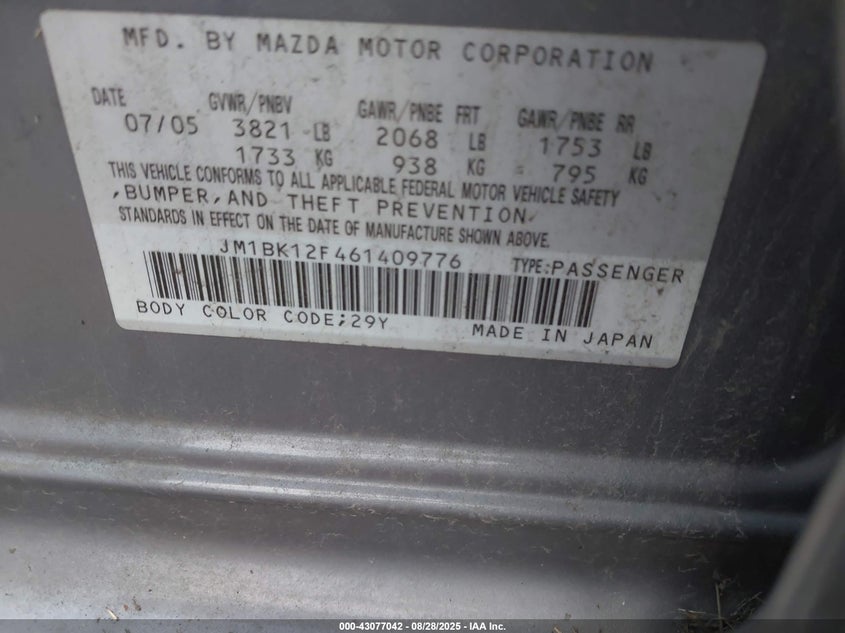 MFD. BY MAZDA MOTOR CORPORATION
DATE GVWR/PNBV GAWR/PNBE FRT GAWR/PNBE RR
07/05 3821 LB 2068 LB 1753 LB
1733 KG 938 KG 795 KG
THIS VEHICLE CONFORMS TO ALL APPLICABLE FEDERAL MOTOR VEHICLE SAFETY
,BUMPER,AND THEFT PREVENTION
STANDARDS IN EFFECT ON THE DATE OF MANUFACTURE SHOWN ABOVE.
JM1BK12F461409776 TYPE:PASSENGER
BODY COLOR CODE;29Y MADE IN JAPAN
000-43077042 - 08/28/2025 - IAA Inc.